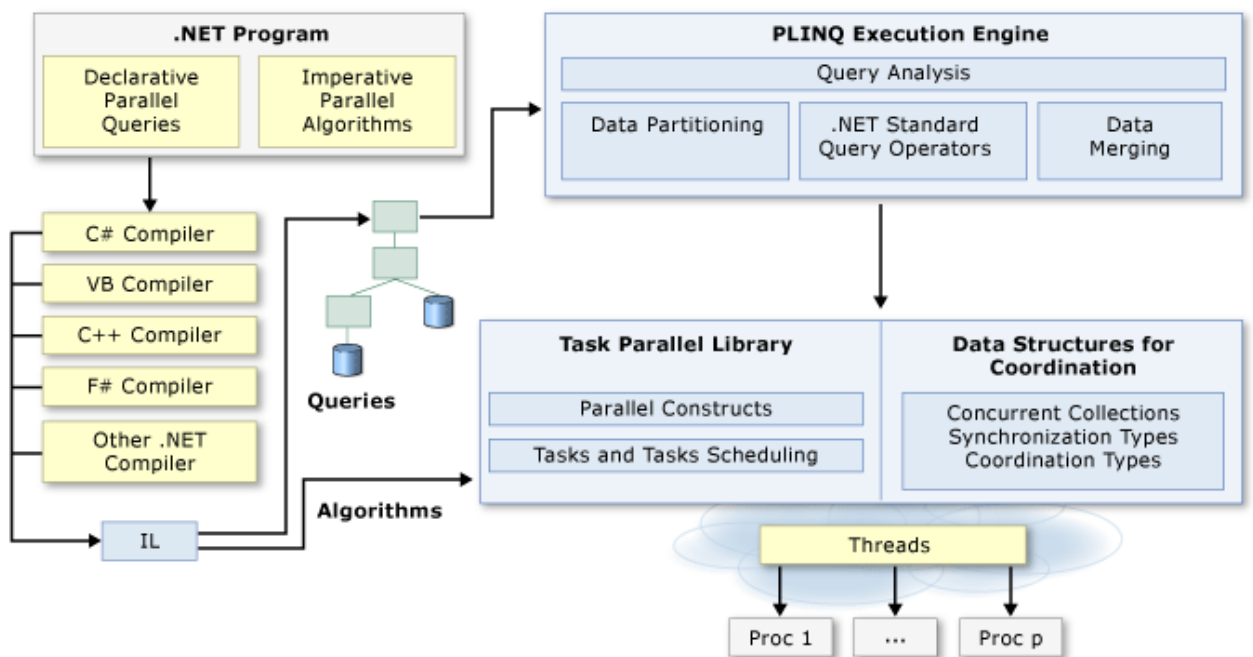 .NET Program
Declarative
Parallel
Queries
Imperative
Parallel
Algorithms
PLINQ Execution Engine
Query Analysis
Data Partitioning
.NET Standard
Query Operators
Data
Merging
C# Compiler
VB Compiler
C++ Compiler
F# Compiler
Other .NET
Compiler
IL
Queries
Algorithms
Task Parallel Library
Parallel Constructs
Tasks and Tasks Scheduling
Data Structures for
Coordination
Concurrent Collections
Synchronization Types
Coordination Types
Threads
Proc 1
...
Proc p